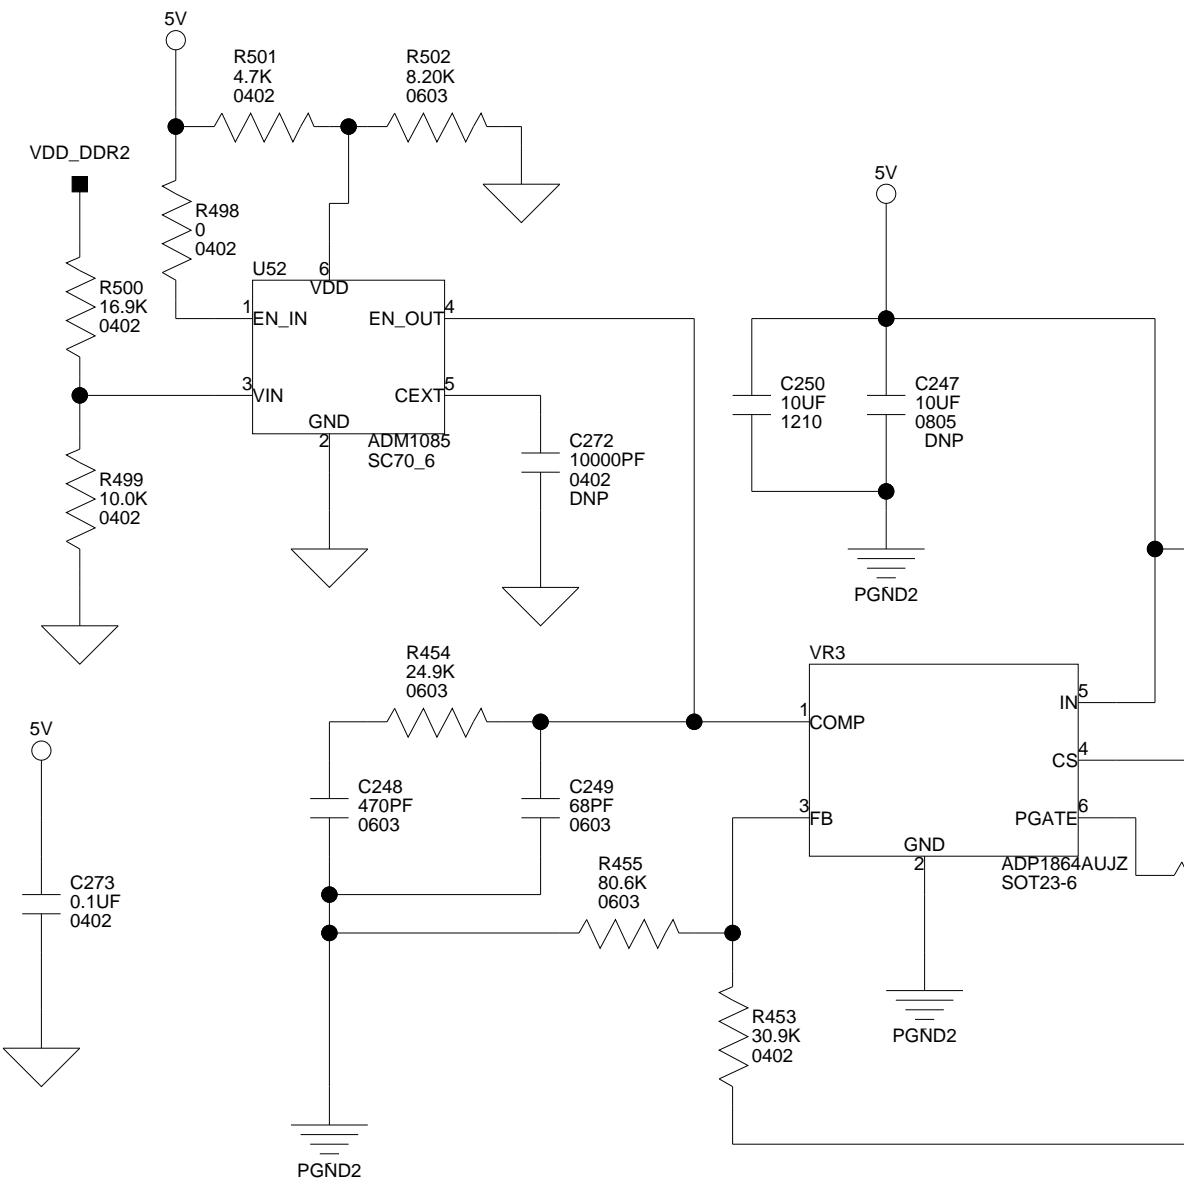 5V
R501
4.7K
0402
R502
8.20K
0603
VDD_DDR2
R498
0
0402
5V
R500
16.9K
0402
U52
6
VDD
1
EN_IN
EN_OUT
4
3
VIN
CEXT
5
GND
2
ADM1085
SC70_6
R499
10.0K
0402
C272
10000PF
0402
DNP
C250
10UF
1210
C247
10UF
0805
DNP
PGND2
R454
24.9K
0603
VR3
1
COMP
IN
5
CS
4
3
FB
PGATE
6
GND
2
ADP1864AUJZ
SOT23-6
5V
C248
470PF
0603
C249
68PF
0603
C273
0.1UF
0402
R455
80.6K
0603
R453
30.9K
0402
PGND2
PGND2